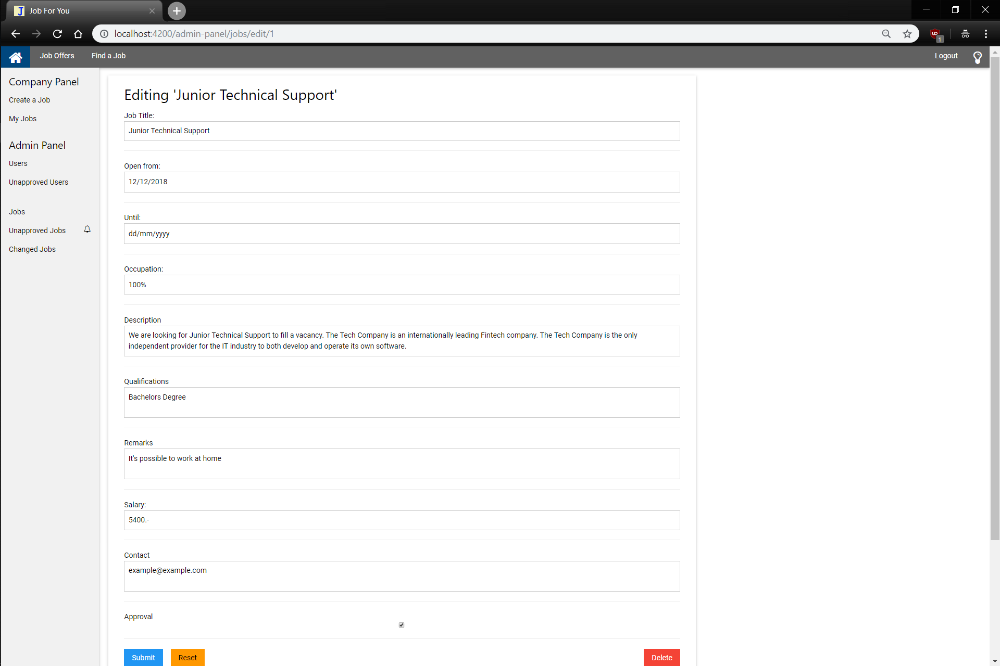 J Job For You
localhost:4200/admin-panel/jobs/edit/1
1
Job Offers
Find a Job
Logout
Company Panel
Create a Job
My Jobs
Admin Panel
Users
Unapproved Users
Jobs
Unapproved Jobs
Changed Jobs
Editing 'Junior Technical Support'
Job Title:
Junior Technical Support
Open from:
12/12/2018
Until:
dd/mm/yyyy
Occupation:
100%
Description
We are looking for Junior Technical Support to fill a vacancy. The Tech Company is an internationally leading Fintech company. The Tech Company is the only
independent provider for the IT industry to both develop and operate its own software.
Qualifications
Bachelors Degree
Remarks
It's possible to work at home
Salary:
5400.-
Contact
example@example.com
Approval
Submit
Reset
Delete